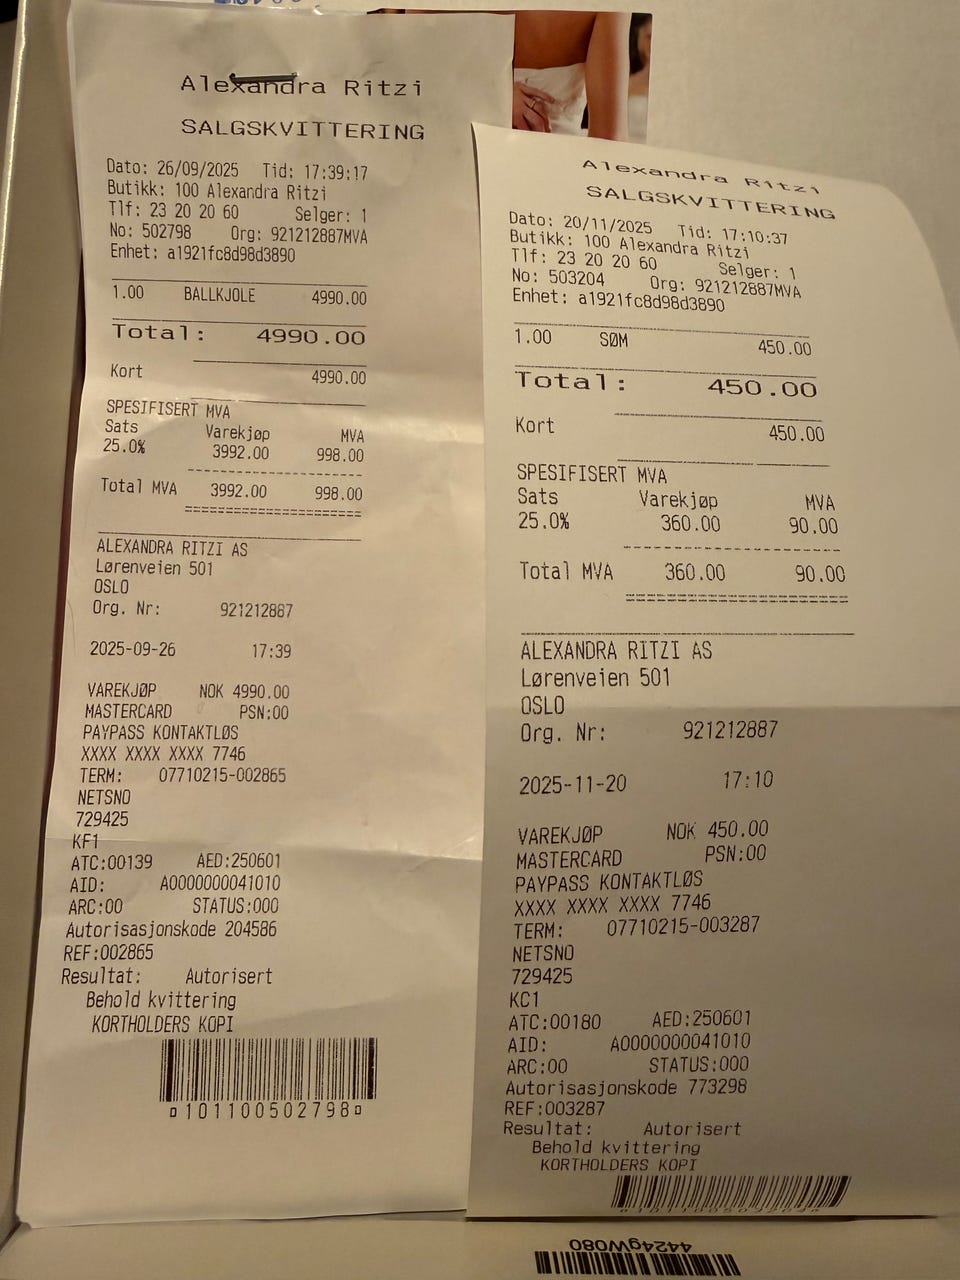 Alexandra Ritzi
SALGSKVITTERING
Dato: 26/09/2025 Tid: 17:39:17
Butikk: 100 Alexandra Ritzi
Tlf: 23 20 20 60 Selger: 1
No: 502798 Org: 921212887MVA
Enhet: a1921fc8d98d3890
1.00 BALLKJOLE 4990.00
Total: 4990.00
Kort 4990.00
SPESIFISERT MVA
Sats Varekjøp MVA
25.0% 3992.00 998.00
Total MVA 3992.00 998.00
ALEXANDRA RITZI AS
Lørenveien 501
OSLO
Org. Nr: 921212887
2025-09-26 17:39
VAREKJØP NOK 4990.00
MASTERCARD PSN:00
PAYPASS KONTAKTLØS
XXXX XXXX XXXX 7746
TERM: 07710215-002865
NETSNO
729425
KF1
ATC:00139 AED:250601
AID: A0000000041010
ARC:00 STATUS:000
Autorisasjonskode 204586
REF:002865
Resultat: Autorisert
Behold kvittering
KORTHOLDERS KOPI
¤101100502798¤
Alexandra Ritzi
SALGSKVITTERING
Dato: 20/11/2025 Tid: 17:10:37
Butikk: 100 Alexandra Ritzi
Tlf: 23 20 20 60 Selger: 1
No: 503204 Org: 921212887MVA
Enhet: a1921fc8d98d3890
1.00 SØM 450.00
Total: 450.00
Kort 450.00
SPESIFISERT MVA
Sats Varekjøp MVA
25.0% 360.00 90.00
Total MVA 360.00 90.00
ALEXANDRA RITZI AS
Lørenveien 501
OSLO
Org. Nr: 921212887
2025-11-20 17:10
VAREKJØP NOK 450.00
MASTERCARD PSN:00
PAYPASS KONTAKTLØS
XXXX XXXX XXXX 7746
TERM: 07710215-003287
NETSNO
729425
KC1
ATC:00180 AED:250601
AID: A0000000041010
ARC:00 STATUS:000
Autorisasjonskode 773298
REF:003287
Resultat: Autorisert
Behold kvittering
KORTHOLDERS KOPI
4424gW080